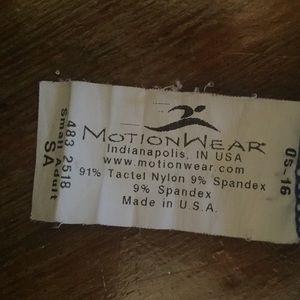 MotionWear®
Indianapolis, IN USA
www.motionwear.com
91% Tactel Nylon 9% Spandex
9% Spandex
Made in U.S.A.
483 2518
Small Adult
SA
05-16